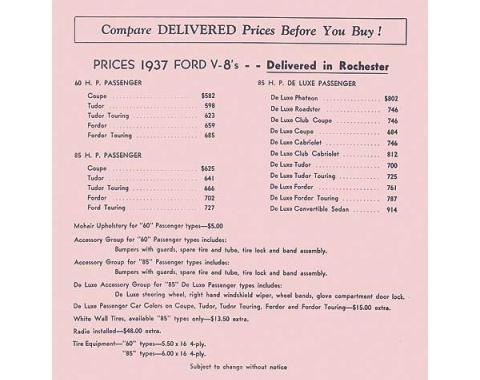 Compare DELIVERED Prices Before You Buy!
PRICES 1937 FORD V-8's - - Delivered in Rochester
60 H. P. PASSENGER
Coupe $582
Tudor 598
Tudor Touring 623
Fordor 659
Fordor Touring 685
85 H. P. PASSENGER
Coupe $625
Tudor 641
Tudor Touring 666
Fordor 702
Ford Touring 727
85 H. P. DE LUXE PASSENGER
De Luxe Phaeton $802
De Luxe Roadster 746
De Luxe Club Coupe 746
De Luxe Coupe 684
De Luxe Cabriolet 746
De Luxe Club Cabriolet 812
De Luxe Tudor 700
De Luxe Tudor Touring 725
De Luxe Fordor 761
De Luxe Fordor Touring 787
De Luxe Convertible Sedan 914
Mohair Upholstery for "60" Passenger types—$5.00
Accessory Group for "60" Passenger types includes:
Bumpers with guards, spare tire and tube, tire lock and band assembly.
Accessory Group for "85" Passenger types includes:
Bumpers with guards, spare tire and tube, tire lock and band assembly.
De Luxe Accessory Group for "85" De Luxe Passenger types includes:
De Luxe steering wheel, right hand windshield wiper, wheel bands, glove compartment door lock.
De Luxe Passenger Car Colors on Coupe, Tudor, Tudor Touring, Fordor and Fordor Touring—$15.00 extra.
White Wall Tires, available "85" types only—$13.50 extra.
Radio installed—$48.00 extra.
Tire Equipment—"60" types—5.50 x 16 4-ply.
"85" types—6.00 x 16 4-ply.
Subject to change without notice